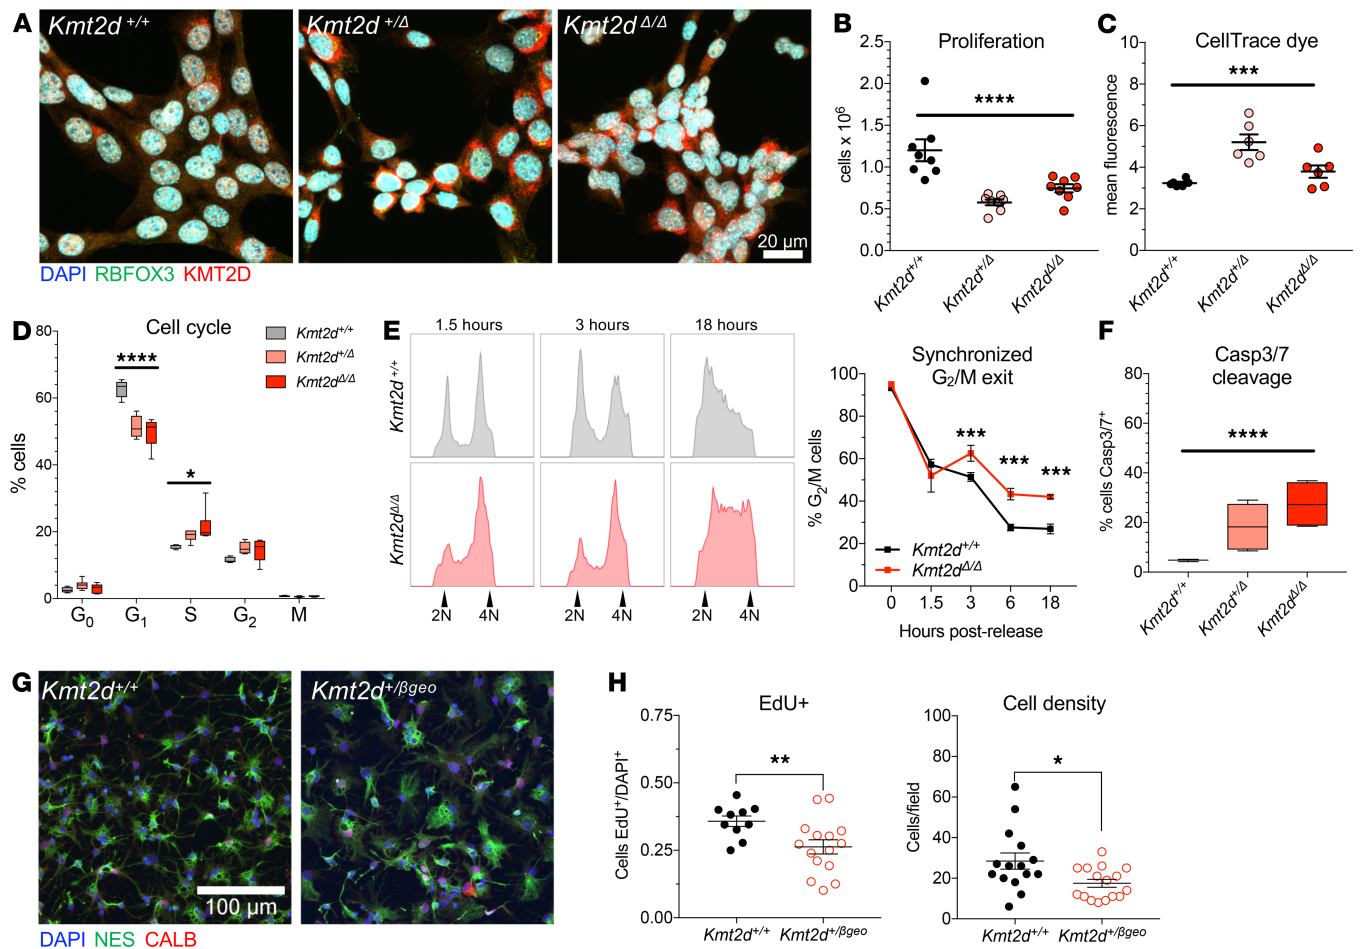 A
Kmt2d +/+
Kmt2d +/Δ
Kmt2d Δ/Δ
20 µm
DAPI RBFOX3 KMT2D
B
Proliferation
cells x 10⁶
2.5
2.0
1.5
1.0
0.5
0.0
****
Kmt2d+/+
Kmt2d+/Δ
Kmt2dΔ/Δ
C
CellTrace dye
mean fluorescence
10
8
6
4
2
0
***
Kmt2d+/+
Kmt2d+/Δ
Kmt2dΔ/Δ
D
Cell cycle
% cells
80
60
40
20
0
****
*
Kmt2d+/+
Kmt2d+/Δ
Kmt2dΔ/Δ
G₀ G₁ S G₂ M
E
1.5 hours 3 hours 18 hours
Kmt2d +/+
Kmt2dΔ/Δ
2N 4N 2N 4N 2N 4N
Synchronized
G₂/M exit
% G₂/M cells
100
80
60
40
20
0
*** *** ***
Kmt2d+/+
Kmt2dΔ/Δ
0 1.5 3 6 18
Hours post-release
F
Casp3/7
cleavage
% cells Casp3/7⁺
80
60
40
20
0
****
Kmt2d+/+
Kmt2d+/Δ
Kmt2dΔ/Δ
G
Kmt2d+/+
Kmt2d+/βgeo
100 µm
DAPI NES CALB
H
EdU+
Cells EdU⁺/DAPI⁺
0.75
0.50
0.25
0.00
**
Kmt2d+/+ Kmt2d+/βgeo
Cell density
Cells/field
100
80
60
40
20
0
*
Kmt2d+/+ Kmt2d+/βgeo